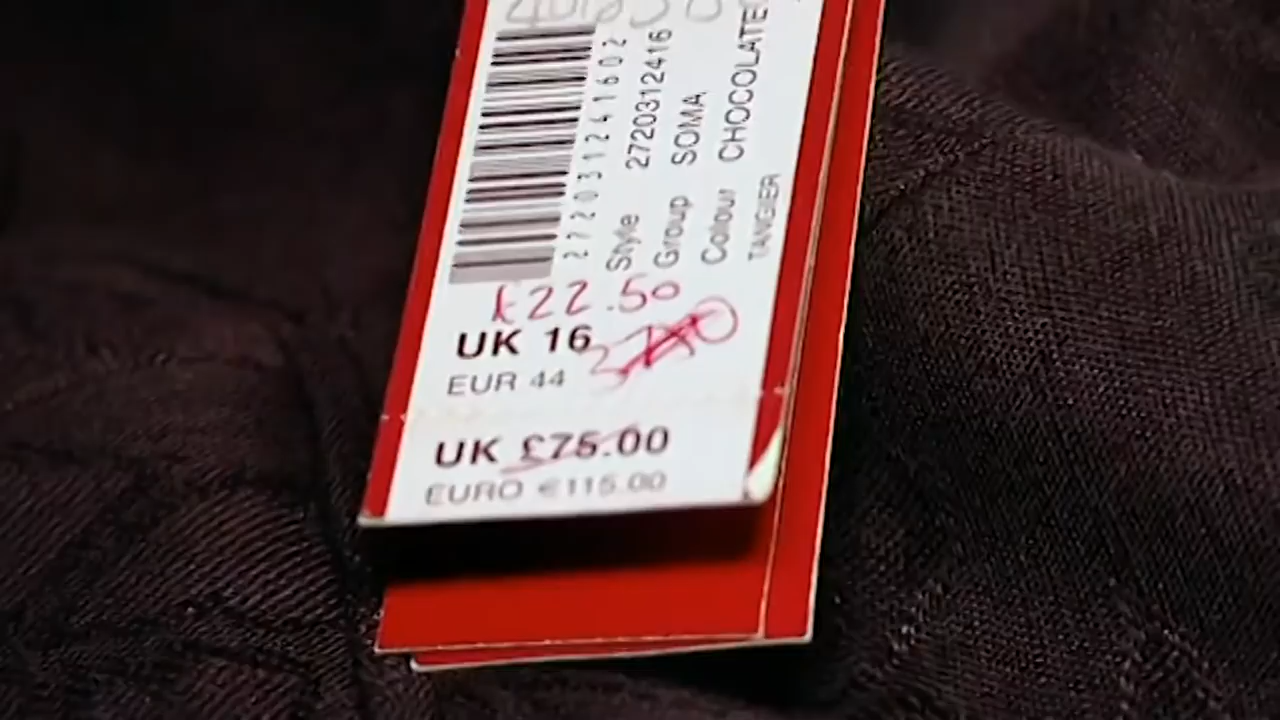 272031241602
Style 2720312416
Group SOMA
Colour CHOCOLATE
TANGIER
£22.50
UK 16
EUR 44
UK £75.00
EURO €115.00